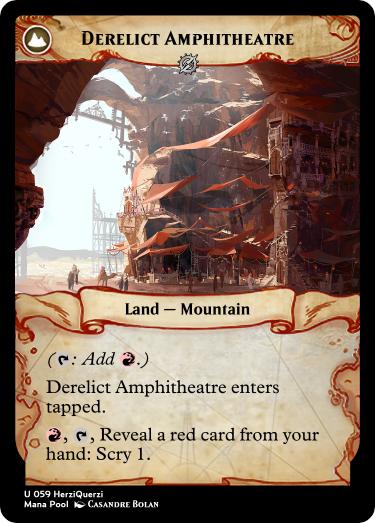 DERELICT AMPHITHEATRE
Land — Mountain
( : Add .)
Derelict Amphitheatre enters
tapped.
, , Reveal a red card from your
hand: Scry 1.
U 059 HerziQuerzi
Mana Pool CASANDRE BOLAN